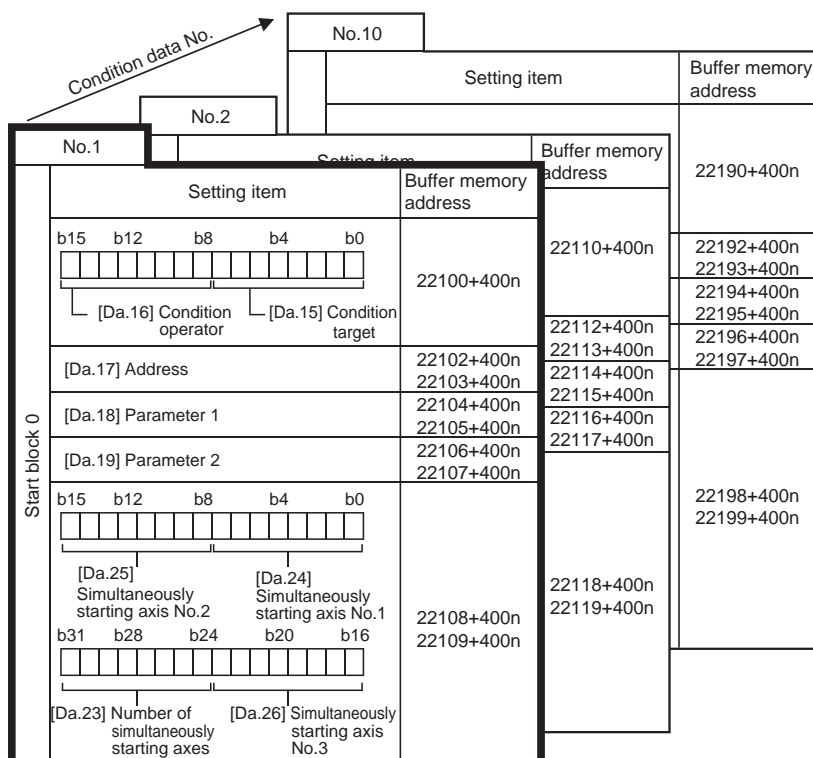 Condition data No.
No.10
Setting item
Buffer memory
address
22190+400n
22192+400n
22193+400n
22194+400n
22195+400n
22196+400n
22197+400n
22198+400n
22199+400n
No.2
Setting item
Buffer memory
address
22110+400n
22112+400n
22113+400n
22114+400n
22115+400n
22116+400n
22117+400n
22118+400n
22119+400n
No.1
Setting item
Buffer memory
address
Start block 0
b15 b12 b8 b4 b0
[Da.16] Condition
operator
[Da.15] Condition
target
22100+400n
[Da.17] Address
22102+400n
22103+400n
[Da.18] Parameter 1
22104+400n
22105+400n
[Da.19] Parameter 2
22106+400n
22107+400n
b15 b12 b8 b4 b0
[Da.25]
Simultaneously
starting axis No.2
[Da.24]
Simultaneously
starting axis No.1
b31 b28 b24 b20 b16
[Da.23] Number of
simultaneously
starting axes
[Da.26] Simultaneously
starting axis
No.3
22108+400n
22109+400n